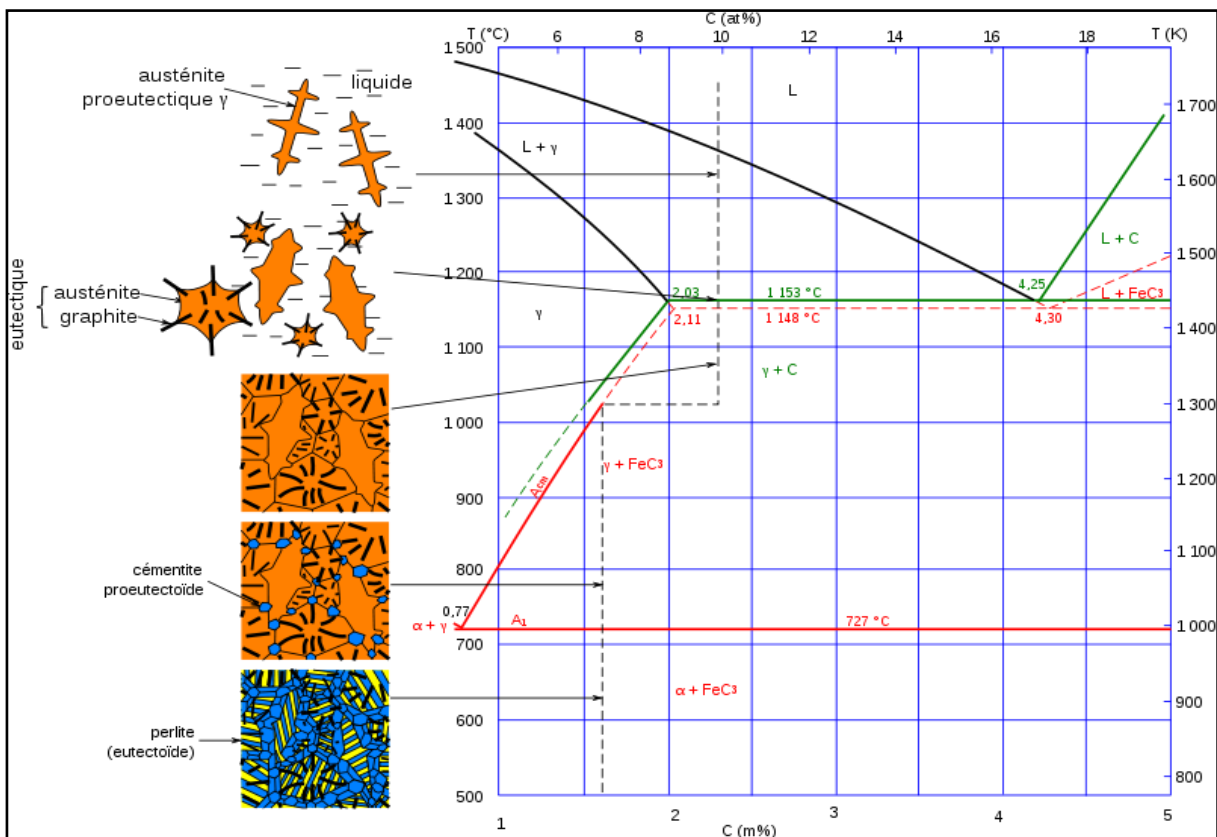 C (at%)
T (°C)
6
8
10
12
14
16
18
T (K)
1 500
1 400
1 300
1 200
1 100
1 000
900
800
700
600
500
1.700
1.600
1.500
1.400
1.300
1.200
1.100
1 000
900
800
austénite
proeutectique γ
liquide
eutectique
austénite
graphite
cémentite
proeutectoïde
perlite
(eutectoïde)
L
L + γ
L + C
4,25
L + FeC3
2,03
1 153 °C
2,11
1 148 °C
4,30
γ
γ + C
γ + FeC3
Acm
0,77
α + γ
A1
727 °C
α + FeC3
1
2
3
4
5
C (m%)